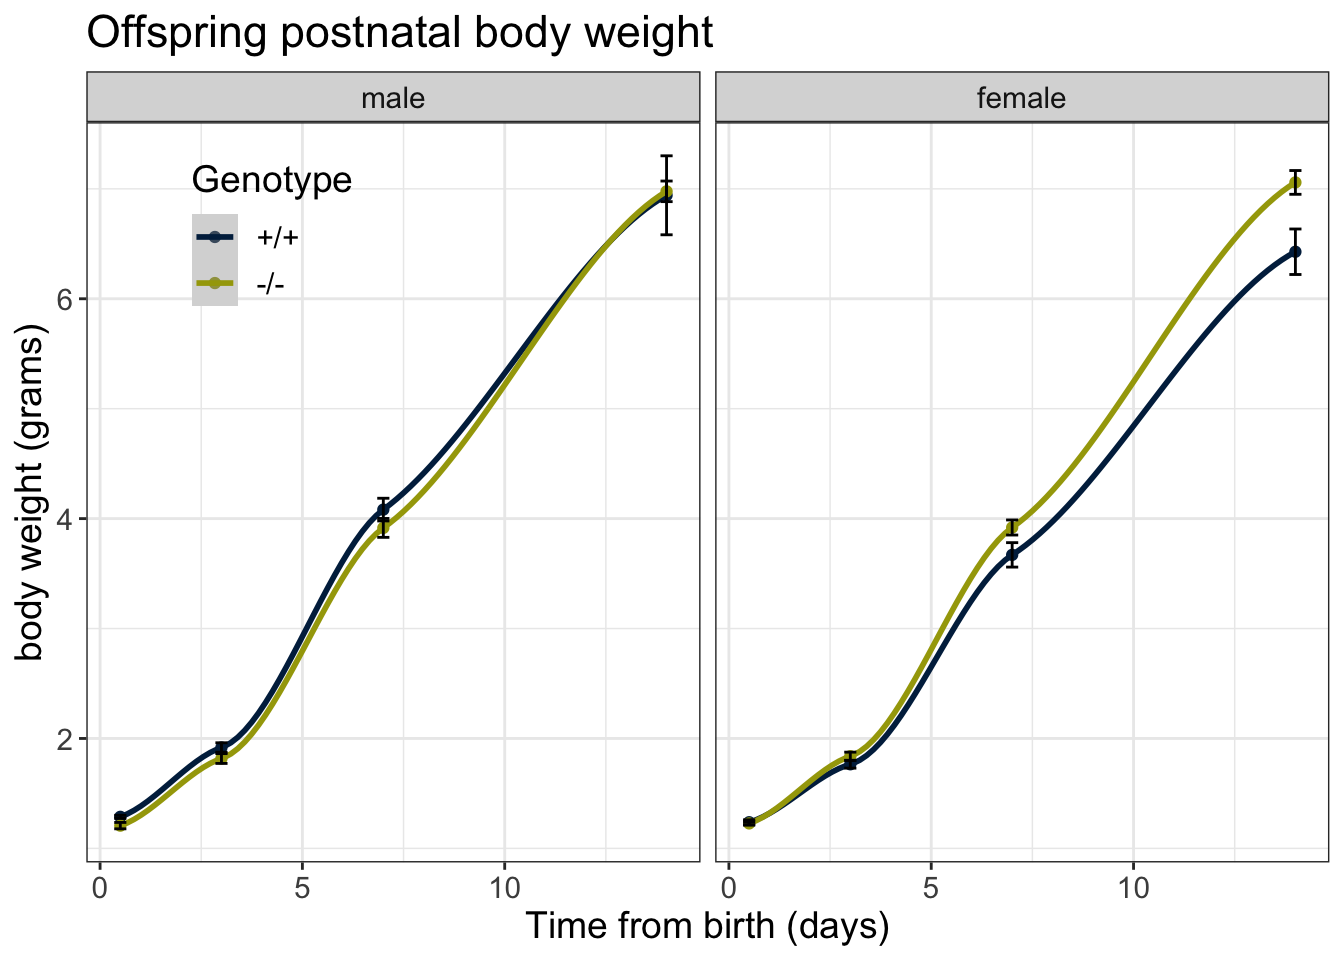 Offspring postnatal body weight
male
female
Genotype
+/+
-/-
6
4
2
body weight (grams)
0 5 10
0 5 10
Time from birth (days)